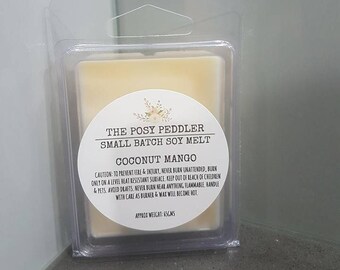 THE POSY PEDDLER
SMALL BATCH SOY MELT
COCONUT MANGO
CAUTION: TO PREVENT FIRE & INJURY, NEVER BURN UNATTENDED, BURN
ONLY ON A LEVEL HEAT RESISTANT SURFACE. KEEP OUT OF REACH OF CHILDREN
& PETS. AVOID DRAFTS. NEVER BURN NEAR ANYTHING FLAMMABLE, HANDLE
WITH CARE AS BURNER & WAX WILL BECOME HOT.
APPROX WEIGHT: 65GMS